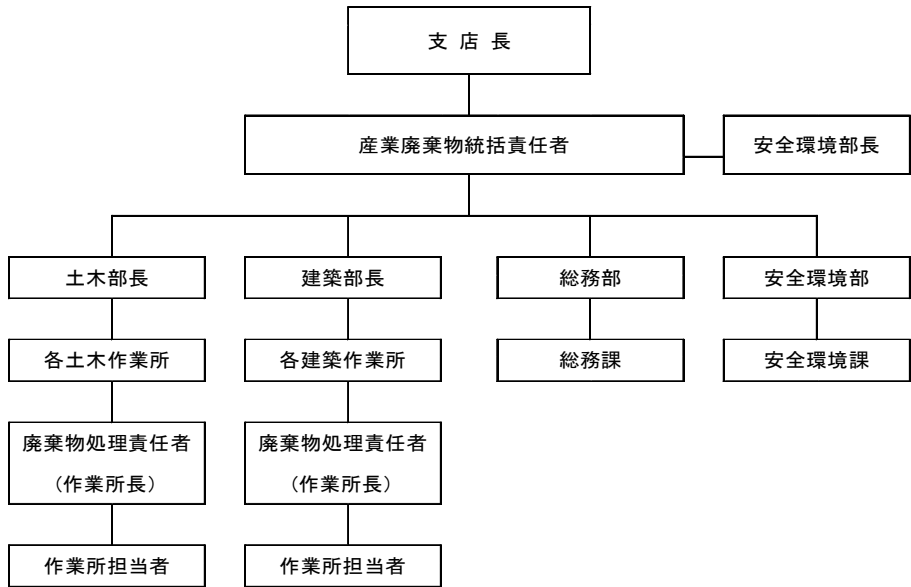 支店長
産業廃棄物統括責任者
安全環境部長
土木部長
建築部長
総務部
安全環境部
各土木作業所
各建築作業所
総務課
安全環境課
廃棄物処理責任者
（作業所長）
廃棄物処理責任者
（作業所長）
作業所担当者
作業所担当者